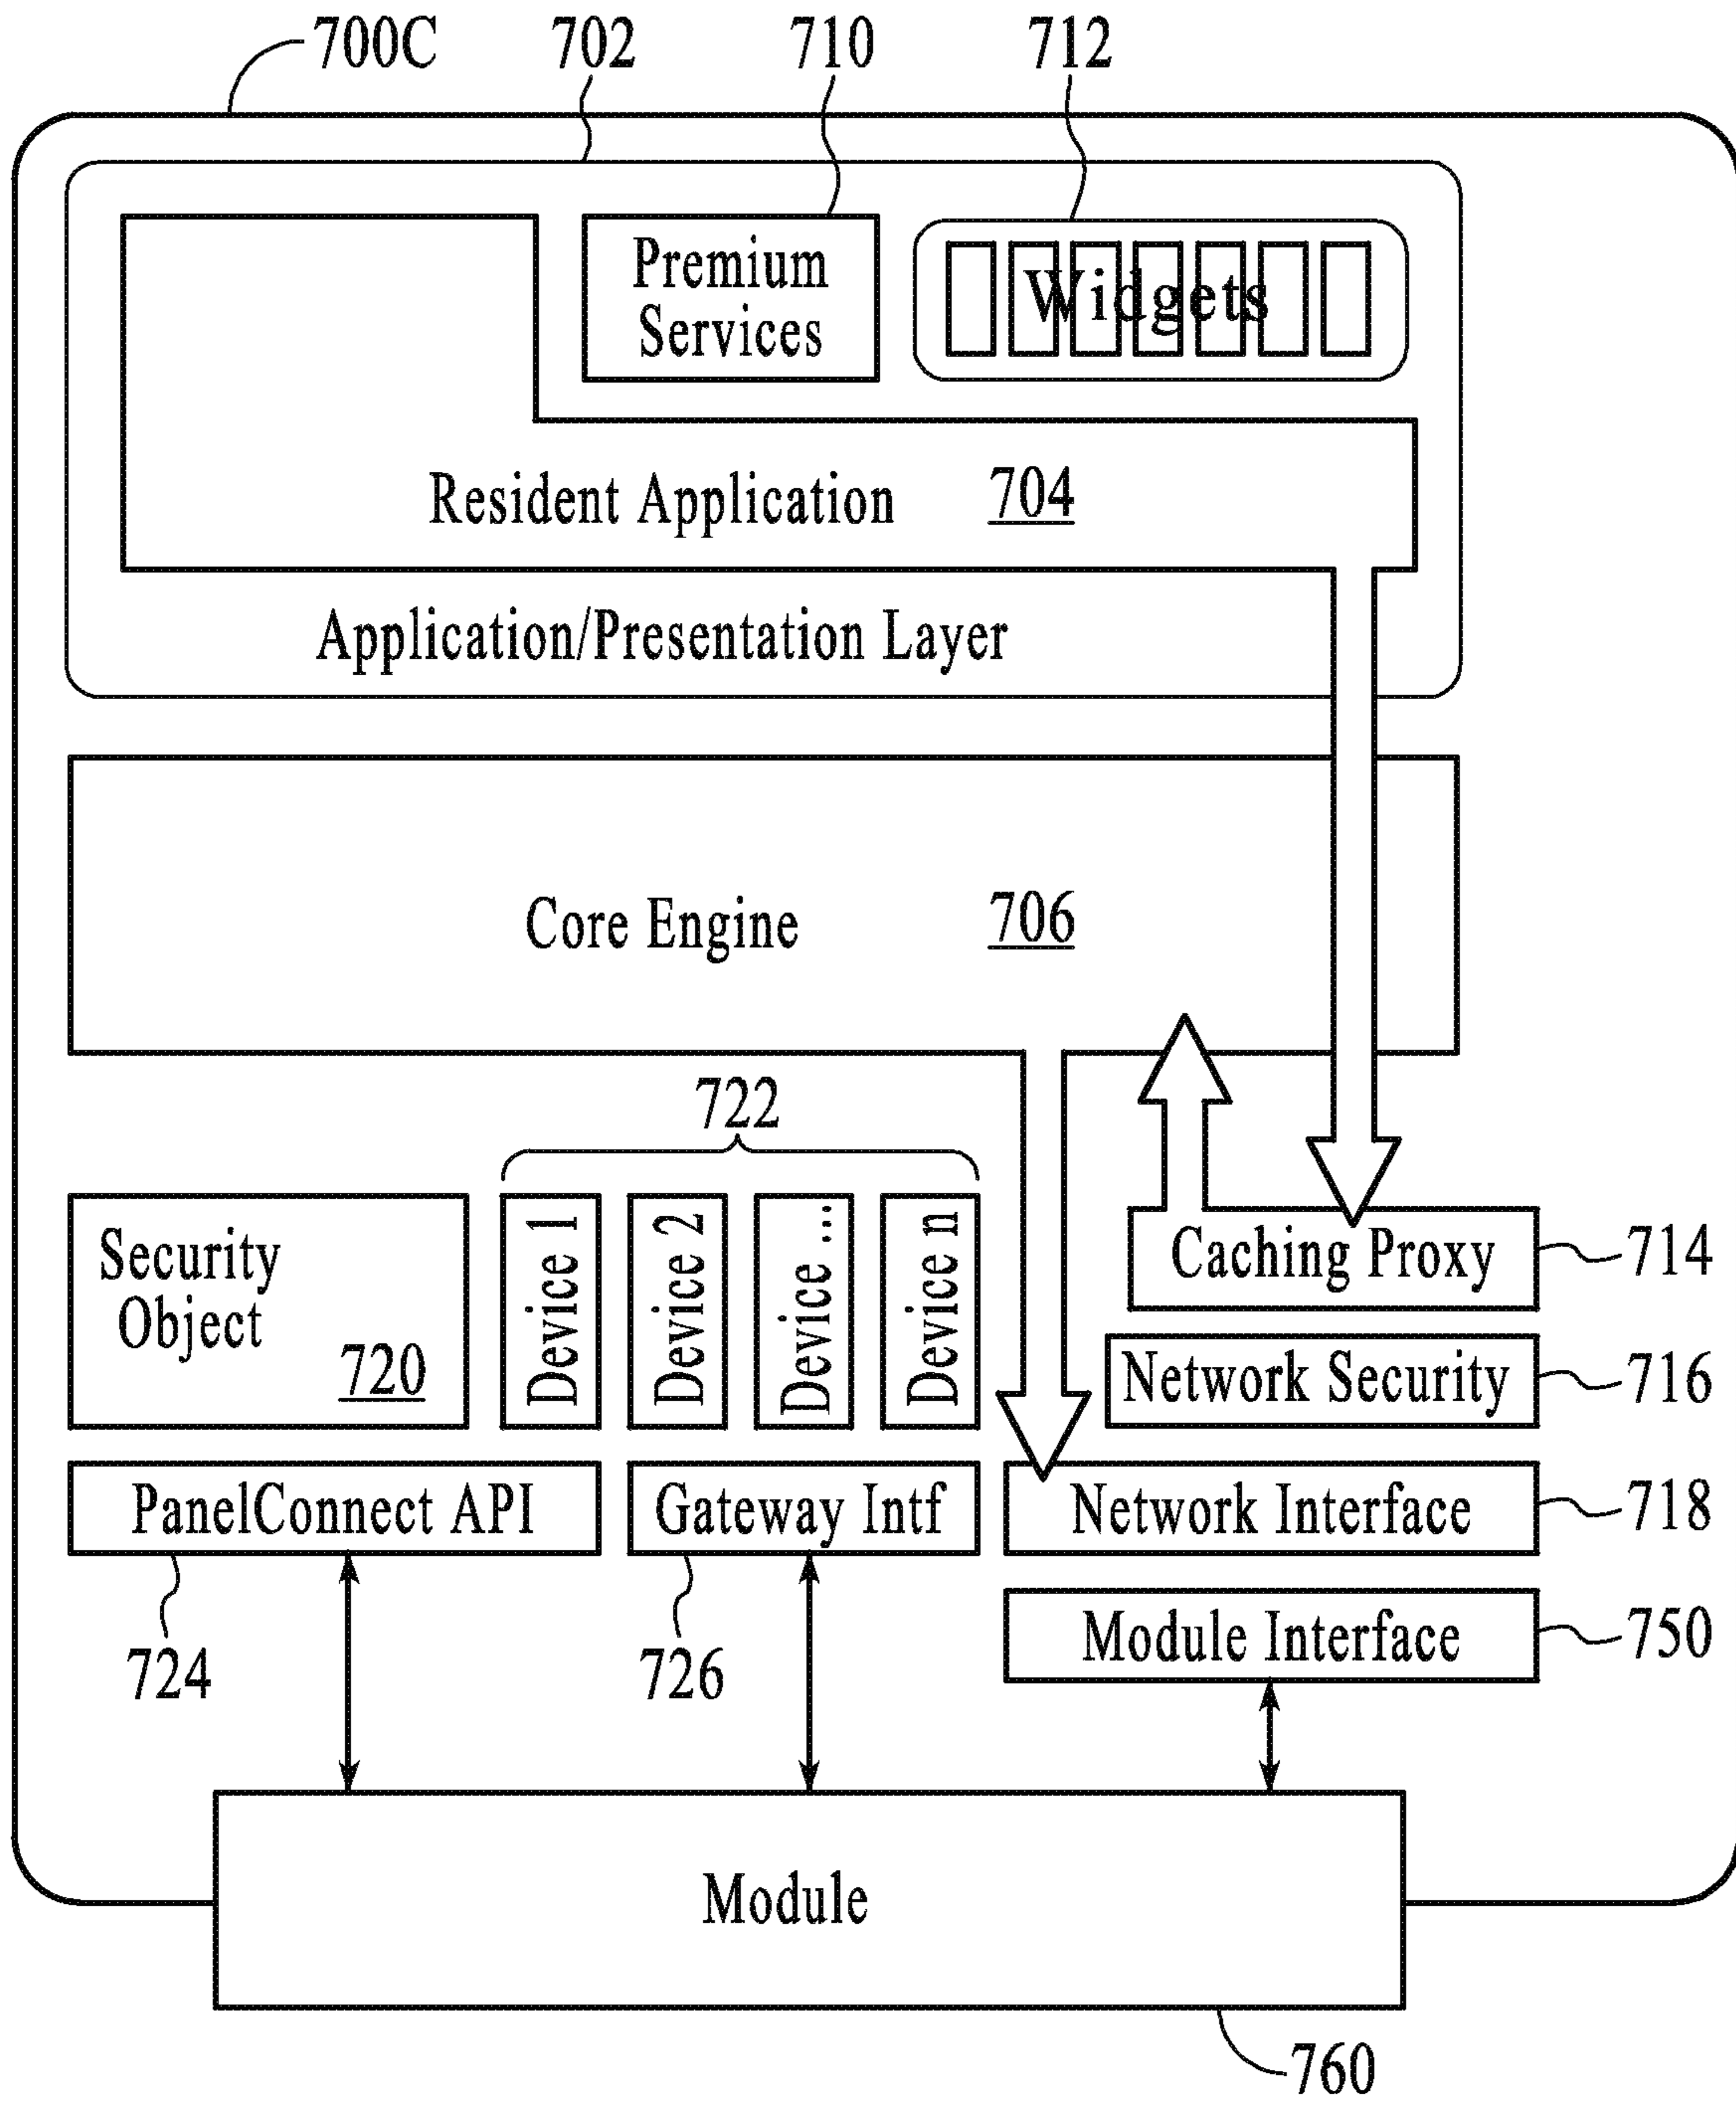 700C
702
710
712
Premium
Services
Widgets
Resident Application 704
Application/Presentation Layer
Core Engine 706
722
Security
Object
720
Device 1
Device 2
Device ...
Device n
Caching Proxy
714
Network Security
716
PanelConnect API
Gateway Intf
Network Interface
718
724
726
Module Interface
750
Module
760